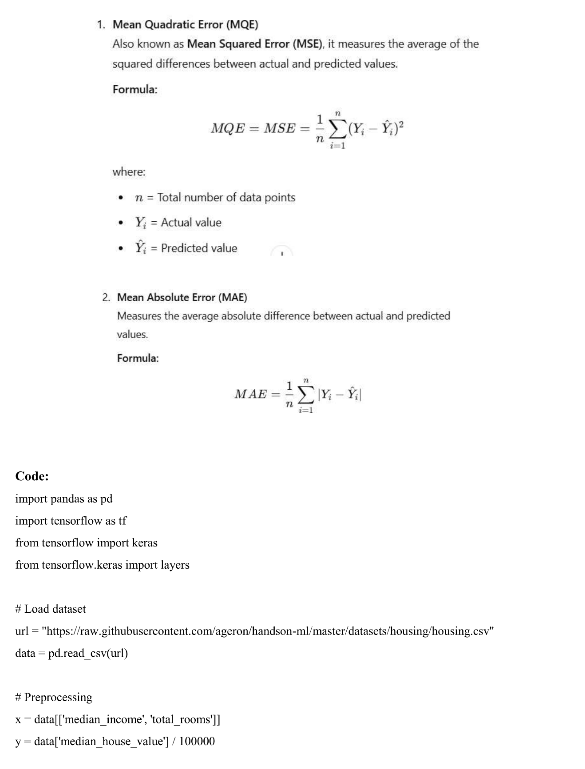 1. Mean Quadratic Error (MQE)
Also known as Mean Squared Error (MSE), it measures the average of the
squared differences between actual and predicted values.
Formula:
MQE = MSE = \frac{1}{n} \sum_{i=1}^{n} (Y_i - \hat{Y}_i)^2
where:
• n = Total number of data points
• Y_i = Actual value
• \hat{Y}_i = Predicted value
2. Mean Absolute Error (MAE)
Measures the average absolute difference between actual and predicted
values.
Formula:
MAE = \frac{1}{n} \sum_{i=1}^{n} |Y_i - \hat{Y}_i|
Code:
import pandas as pd
import tensorflow as tf
from tensorflow import keras
from tensorflow.keras import layers
# Load dataset
url = "https://raw.githubusercontent.com/ageron/handson-ml/master/datasets/housing/housing.csv"
data = pd.read_csv(url)
# Preprocessing
x = data[['median_income', 'total_rooms']]
y = data['median_house_value'] / 100000